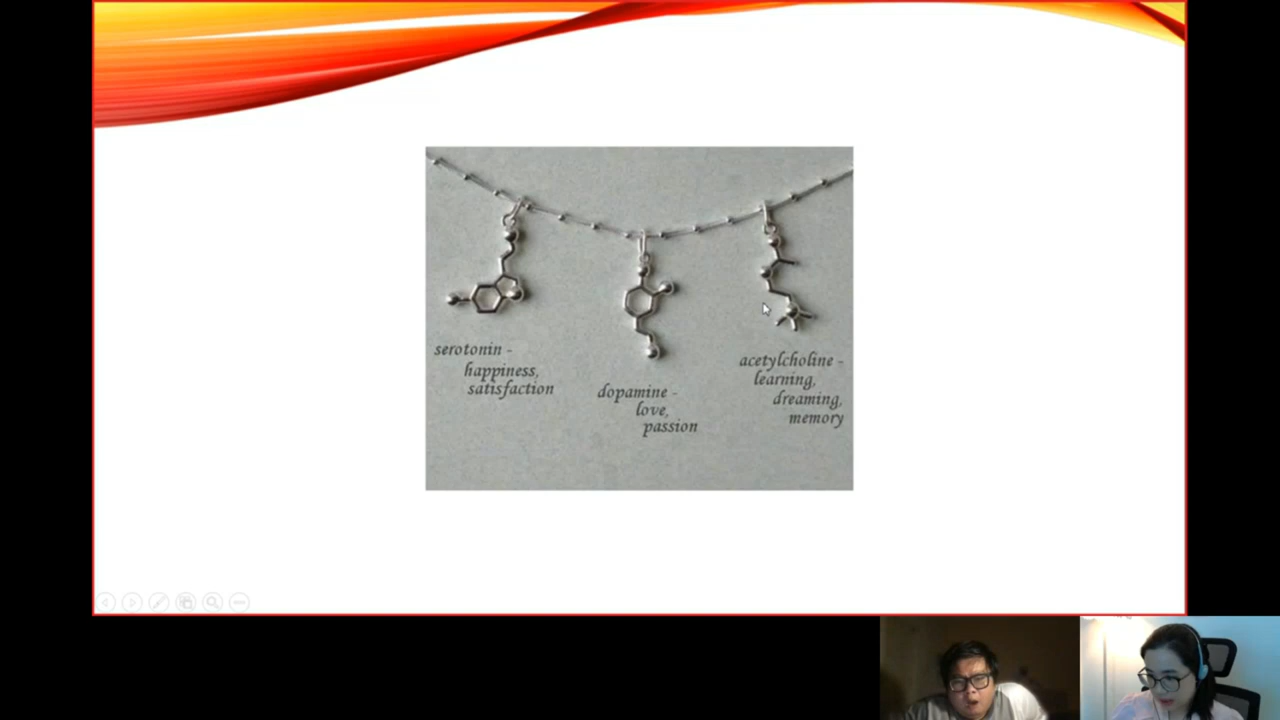 serotonin -
happiness,
satisfaction
dopamine -
love,
passion
acetylcholine -
learning,
dreaming,
memory